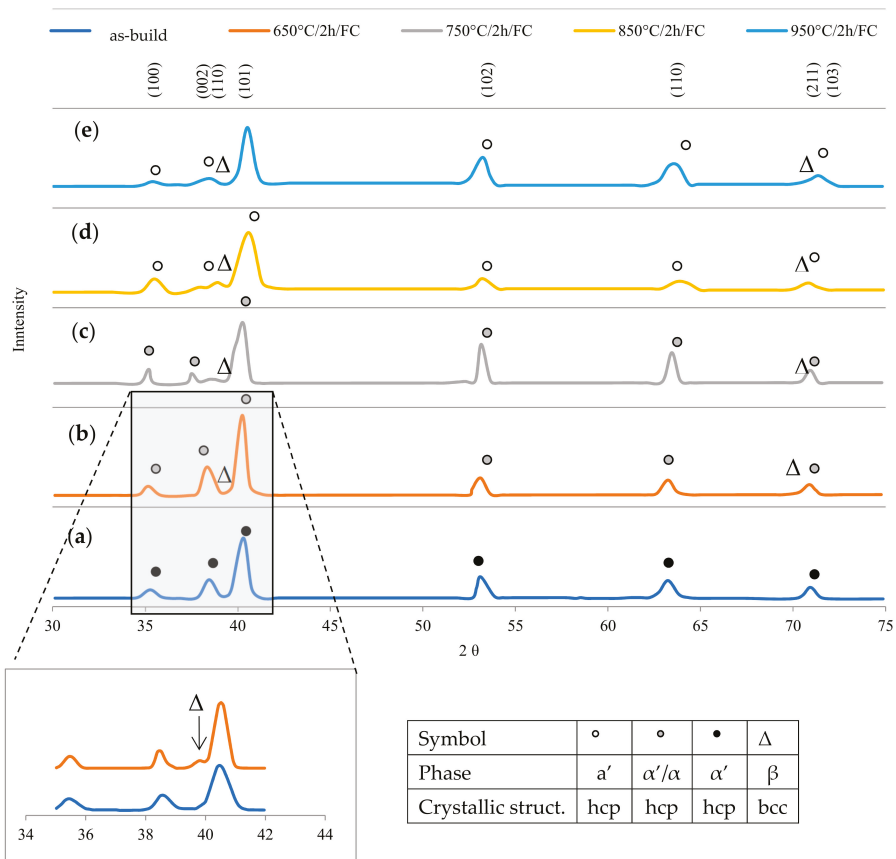 as-build 650°C/2h/FC 750°C/2h/FC 850°C/2h/FC 950°C/2h/FC
(100) (002) (110) (101) (102) (110) (211) (103)
(e)
Δ Δ
(d)
Δ Δ
(c)
Δ Δ
(b)
Δ Δ
(a)
Inntensity
30 35 40 45 50 55 60 65 70 75
2 θ
Δ
34 36 38 40 42 44
Symbol Δ
Phase a′ α′/α α′ β
Crystallic struct. hcp hcp hcp bcc